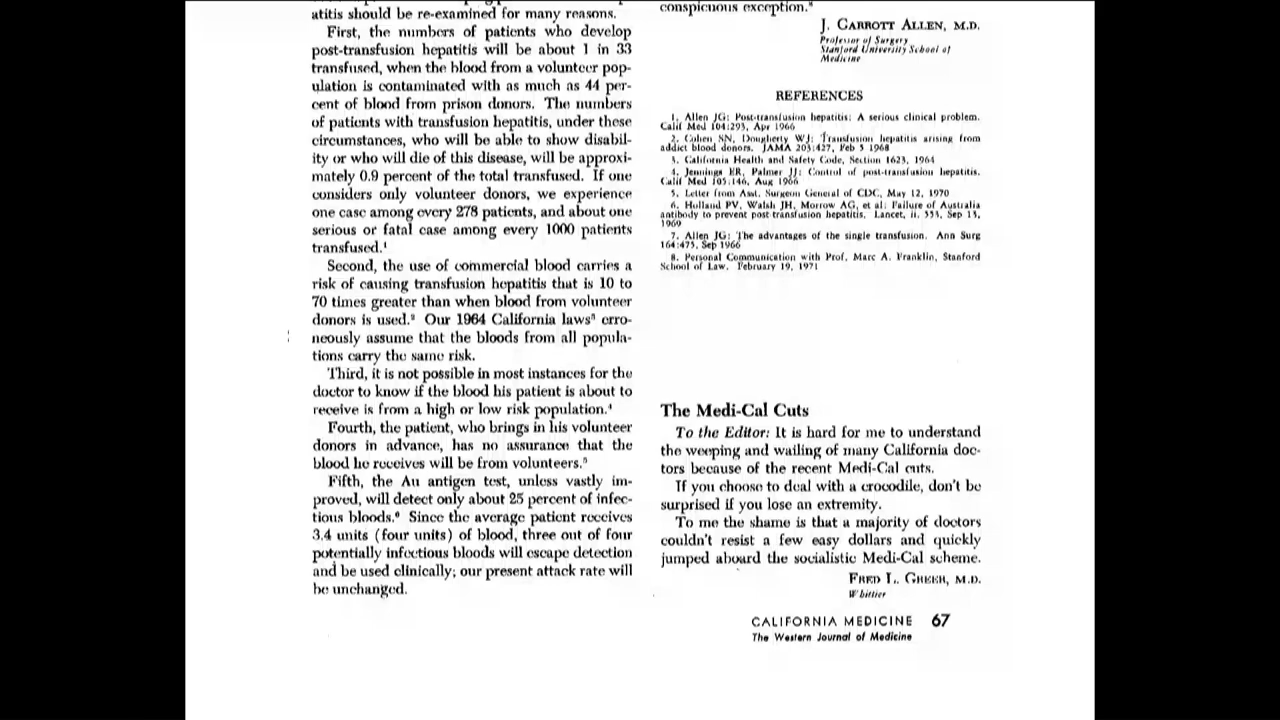 atitis should be re-examined for many reasons.
First, the numbers of patients who develop
post-transfusion hepatitis will be about 1 in 33
transfused, when the blood from a volunteer pop-
ulation is contaminated with as much as 44 per-
cent of blood from prison donors. The numbers
of patients with transfusion hepatitis, under these
circumstances, who will be able to show disabil-
ity or who will die of this disease, will be approxi-
mately 0.9 percent of the total transfused. If one
considers only volunteer donors, we experience
one case among every 278 patients, and about one
serious or fatal case among every 1000 patients
transfused.¹
Second, the use of commercial blood carries a
risk of causing transfusion hepatitis that is 10 to
70 times greater than when blood from volunteer
donors is used.² Our 1964 California laws³ erro-
neously assume that the bloods from all popula-
tions carry the same risk.
Third, it is not possible in most instances for the
doctor to know if the blood his patient is about to
receive is from a high or low risk population.⁴
Fourth, the patient, who brings in his volunteer
donors in advance, has no assurance that the
blood he receives will be from volunteers.⁵
Fifth, the Au antigen test, unless vastly im-
proved, will detect only about 25 percent of infec-
tious bloods.⁶ Since the average patient receives
3.4 units (four units) of blood, three out of four
potentially infectious bloods will escape detection
and be used clinically; our present attack rate will
be unchanged.
conspicuous exception."
J. GARROTT ALLEN, M.D.
Professor of Surgery
Stanford University School of
Medicine
REFERENCES
1. Allen JG: Post-transfusion hepatitis: A serious clinical problem.
Calif Med 104:293, Apr 1966
2. Cohen SN, Dougherty WJ: Transfusion hepatitis arising from
addict blood donors. JAMA 203:427, Feb 5 1968
3. California Health and Safety Code, Section 1623, 1964
4. Jennings ER, Palmer JJ: Control of post-transfusion hepatitis.
Calif Med 105:146, Aug 1966
5. Letter from Asst. Surgeon General of CDC, May 12, 1970
6. Holland PV, Walsh JH, Morrow AG, et al: Failure of Australia
antibody to prevent post transfusion hepatitis. Lancet, ii, 553, Sep 13,
1969
7. Allen JG: The advantages of the single transfusion. Ann Surg
164:475, Sep 1966
8. Personal Communication with Prof. Marc A. Franklin, Stanford
School of Law. February 19, 1971
The Medi-Cal Cuts
To the Editor: It is hard for me to understand
the weeping and wailing of many California doc-
tors because of the recent Medi-Cal cuts.
If you choose to deal with a crocodile, don't be
surprised if you lose an extremity.
To me the shame is that a majority of doctors
couldn't resist a few easy dollars and quickly
jumped aboard the socialistic Medi-Cal scheme.
FRED L. GREER, M.D.
Whittier
CALIFORNIA MEDICINE 67
The Western Journal of Medicine